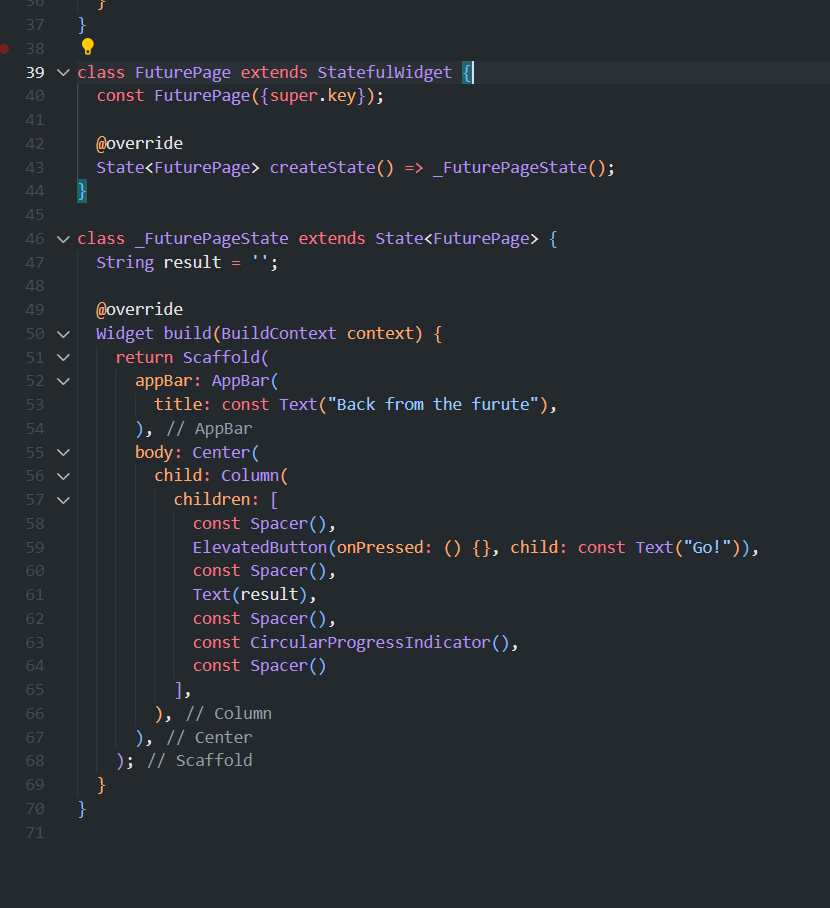 36 }
37 }
38
39 class FuturePage extends StatefulWidget {
40 const FuturePage({super.key});
41
42 @override
43 State<FuturePage> createState() => _FuturePageState();
44 }
45
46 class _FuturePageState extends State<FuturePage> {
47 String result = '';
48
49 @override
50 Widget build(BuildContext context) {
51 return Scaffold(
52 appBar: AppBar(
53 title: const Text("Back from the furute"),
54 ), // AppBar
55 body: Center(
56 child: Column(
57 children: [
58 const Spacer(),
59 ElevatedButton(onPressed: () {}, child: const Text("Go!")),
60 const Spacer(),
61 Text(result),
62 const Spacer(),
63 const CircularProgressIndicator(),
64 const Spacer()
65 ],
66 ), // Column
67 ), // Center
68 ); // Scaffold
69 }
70 }
71